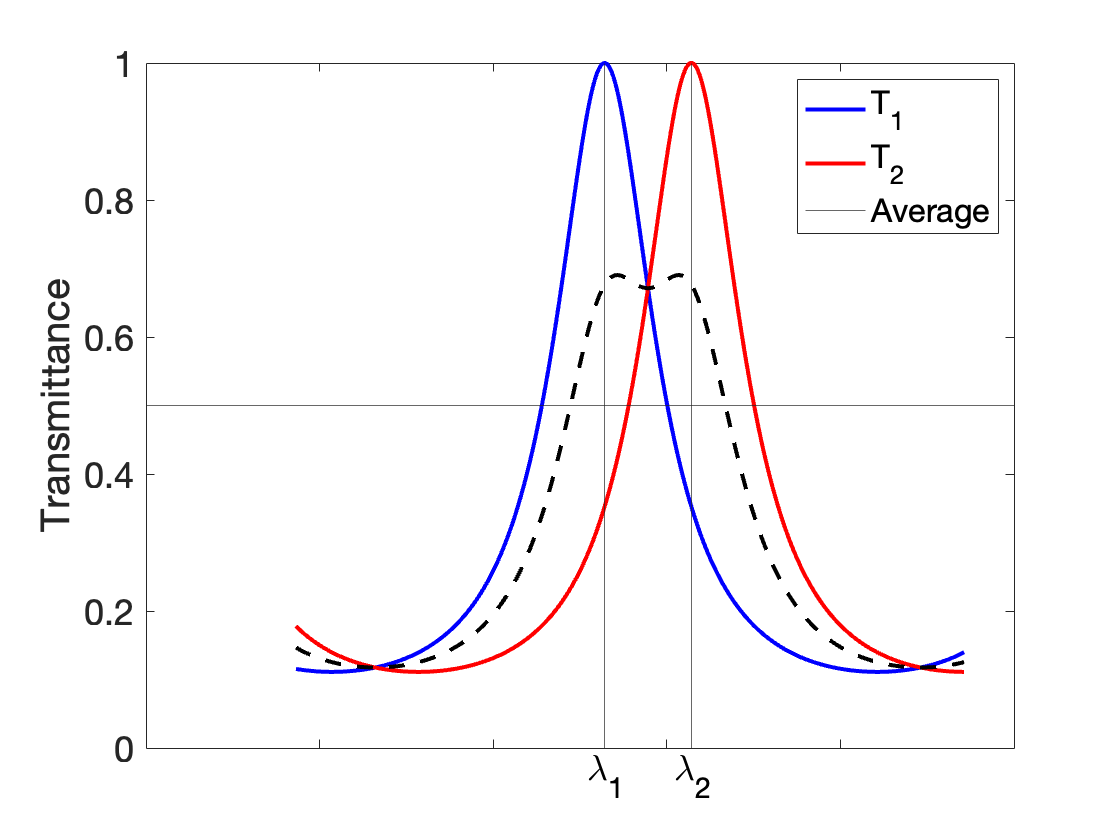 1
T₁
T₂
Average
0.8
0.6
0.4
0.2
0
Transmittance
λ₁ λ₂